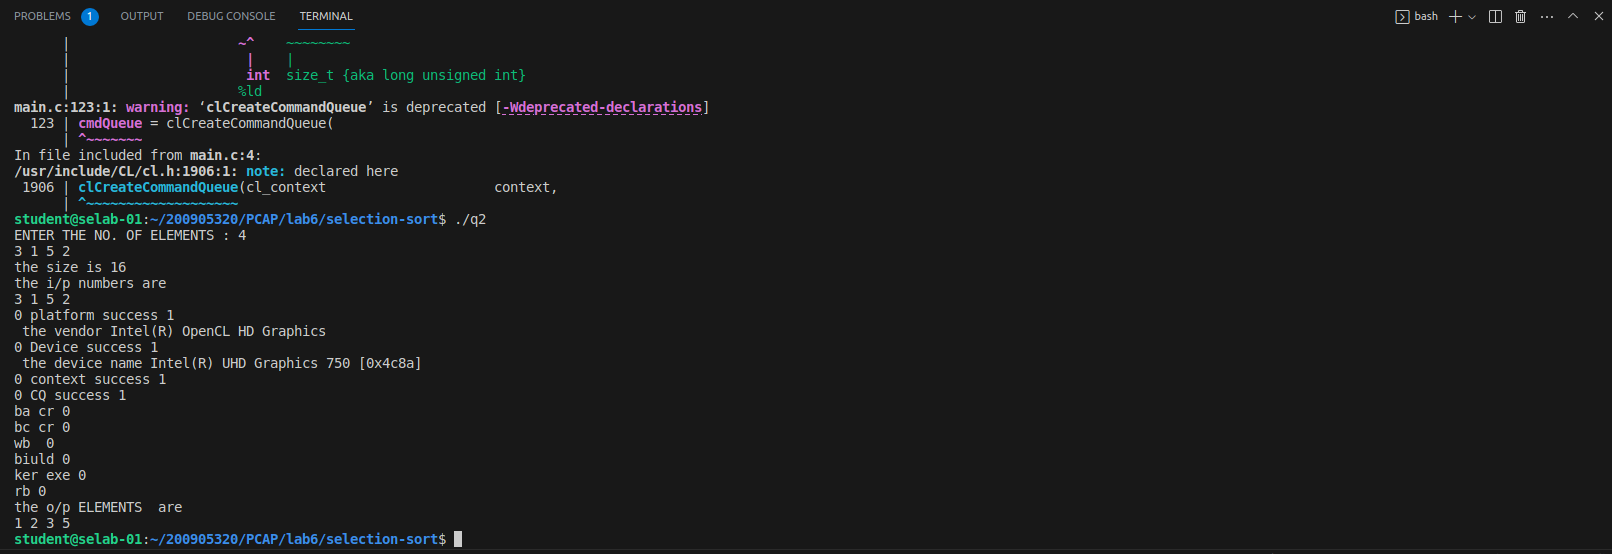 PROBLEMS 1 OUTPUT DEBUG CONSOLE TERMINAL bash
| ~^ ~~~~~~~~
| | |
| int size_t {aka long unsigned int}
| %ld
main.c:123:1: warning: ‘clCreateCommandQueue’ is deprecated [-Wdeprecated-declarations]
123 | cmdQueue = clCreateCommandQueue(
| ^~~~~~~~
In file included from main.c:4:
/usr/include/CL/cl.h:1906:1: note: declared here
1906 | clCreateCommandQueue(cl_context context,
| ^~~~~~~~~~~~~~~~~~~~
student@selab-01:~/200905320/PCAP/lab6/selection-sort$ ./q2
ENTER THE NO. OF ELEMENTS : 4
3 1 5 2
the size is 16
the i/p numbers are
3 1 5 2
0 platform success 1
the vendor Intel(R) OpenCL HD Graphics
0 Device success 1
the device name Intel(R) UHD Graphics 750 [0x4c8a]
0 context success 1
0 CQ success 1
ba cr 0
bc cr 0
wb  0
biuld 0
ker exe 0
rb 0
the o/p ELEMENTS  are
1 2 3 5
student@selab-01:~/200905320/PCAP/lab6/selection-sort$